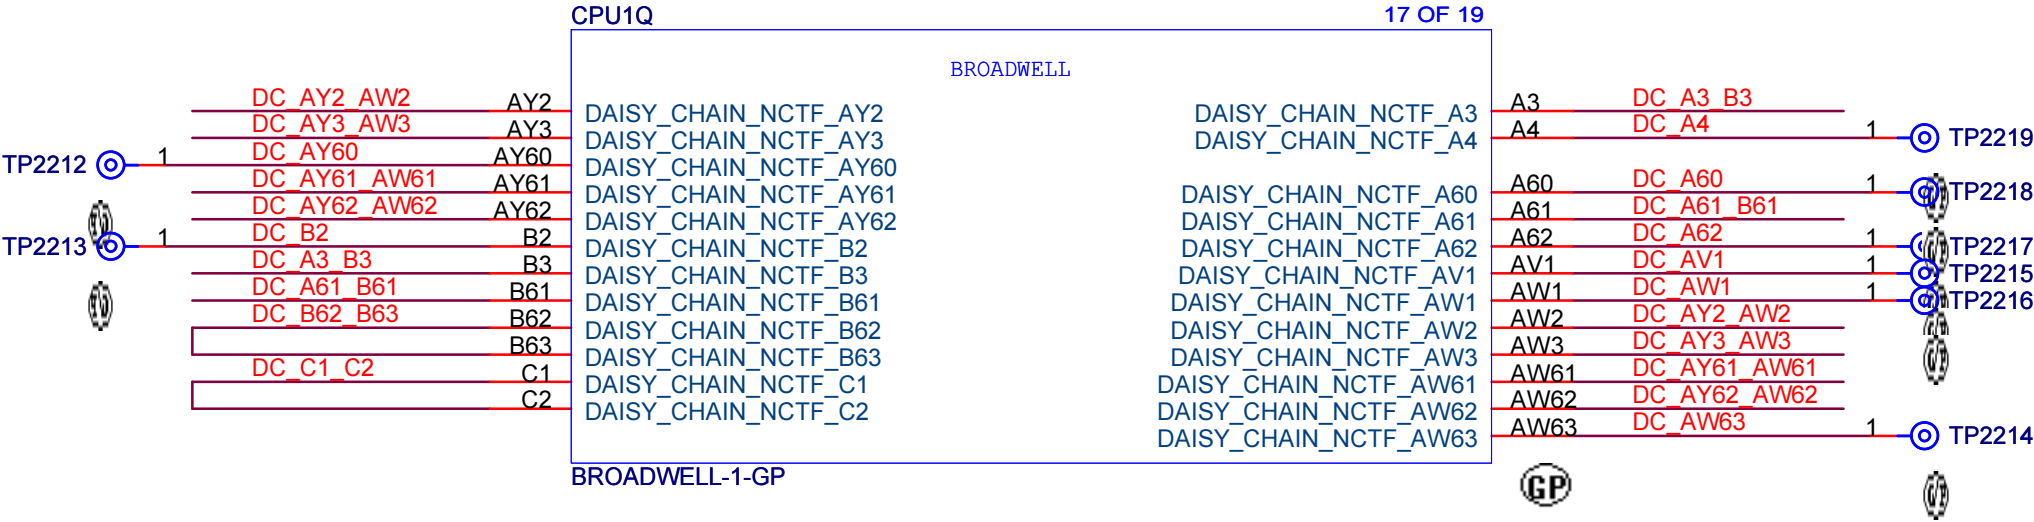 CPU1Q 17 OF 19
BROADWELL
DC_AY2_AW2 AY2 DAISY_CHAIN_NCTF_AY2 DAISY_CHAIN_NCTF_A3 A3 DC_A3_B3
DC_AY3_AW3 AY3 DAISY_CHAIN_NCTF_AY3 DAISY_CHAIN_NCTF_A4 A4 DC_A4 1 TP2219
TP2212 1 DC_AY60 AY60 DAISY_CHAIN_NCTF_AY60
DC_AY61_AW61 AY61 DAISY_CHAIN_NCTF_AY61 DAISY_CHAIN_NCTF_A60 A60 DC_A60 1 TP2218
DC_AY62_AW62 AY62 DAISY_CHAIN_NCTF_AY62 DAISY_CHAIN_NCTF_A61 A61 DC_A61_B61
TP2213 1 DC_B2 B2 DAISY_CHAIN_NCTF_B2 DAISY_CHAIN_NCTF_A62 A62 DC_A62 1 TP2217
DC_A3_B3 B3 DAISY_CHAIN_NCTF_B3 DAISY_CHAIN_NCTF_AV1 AV1 DC_AV1 1 TP2215
DC_A61_B61 B61 DAISY_CHAIN_NCTF_B61 DAISY_CHAIN_NCTF_AW1 AW1 DC_AW1 1 TP2216
DC_B62_B63 B62 DAISY_CHAIN_NCTF_B62 DAISY_CHAIN_NCTF_AW2 AW2 DC_AY2_AW2
B63 DAISY_CHAIN_NCTF_B63 DAISY_CHAIN_NCTF_AW3 AW3 DC_AY3_AW3
DC_C1_C2 C1 DAISY_CHAIN_NCTF_C1 DAISY_CHAIN_NCTF_AW61 AW61 DC_AY61_AW61
C2 DAISY_CHAIN_NCTF_C2 DAISY_CHAIN_NCTF_AW62 AW62 DC_AY62_AW62
DAISY_CHAIN_NCTF_AW63 AW63 DC_AW63 1 TP2214
BROADWELL-1-GP
GP